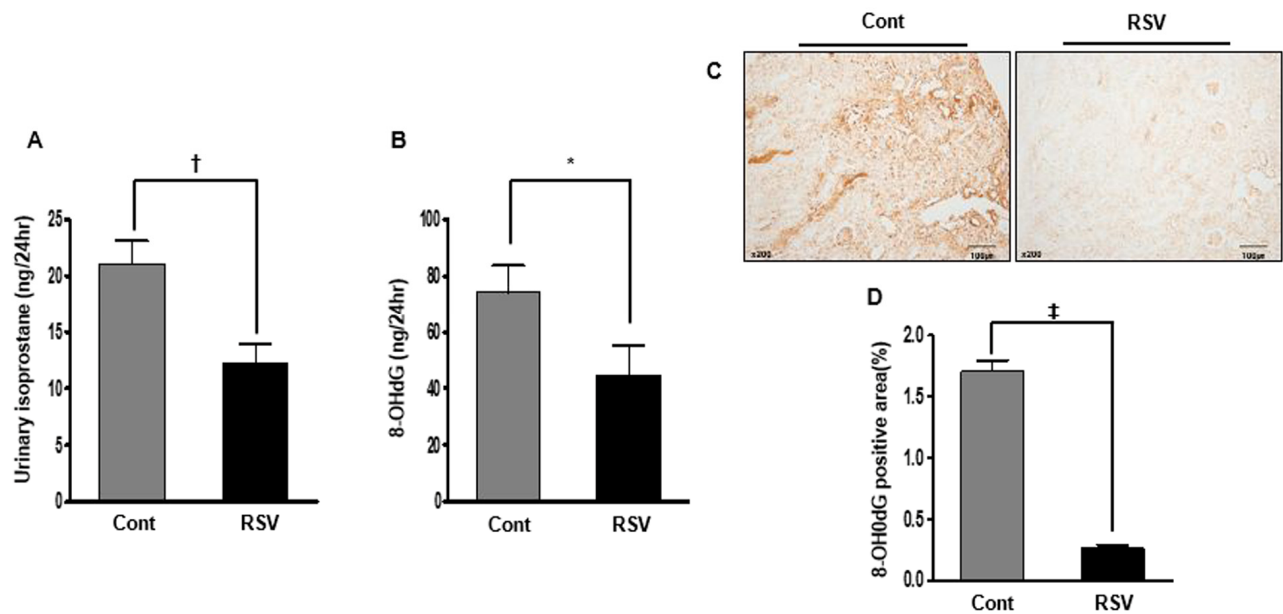 A
†
Urinary isoprostane (ng/24hr)
25
20
15
10
5
0
Cont RSV
B
*
8-OHdG (ng/24hr)
100
80
60
40
20
0
Cont RSV
C
Cont RSV
x200 100μm
x200 100μm
D
‡
8-OH0dG positive area(%)
2.0
1.5
1.0
0.5
0.0
Cont RSV